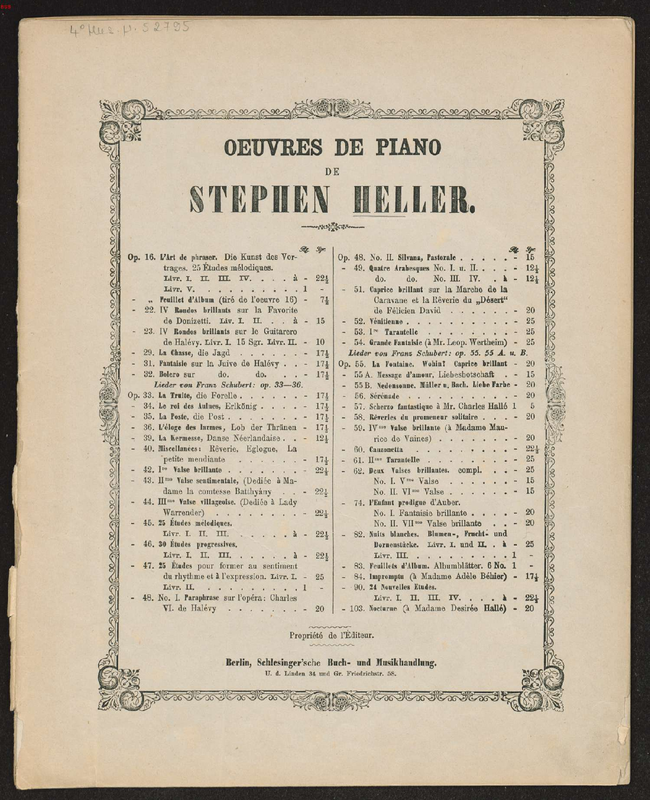 4° Mus. pr. 52795
OEUVRES DE PIANO
DE
STEPHEN HELLER.
Op. 16. L'Art de phraser. Die Kunst des Vor-
trages. 25 Études mélodiques.
Livr. I. II. III. IV. . . . à - 22½
Livr. V. . . . . . . . . . 1 -
- „ Feuillet d'Album (tiré de l'oeuvre 16) - 7½
- 22. IV Rondos brillants sur la Favorite
de Donizetti. Liv. I. II. . . à - 15
- 23. IV Rondos brillants sur le Guitarero
de Halévy. Livr. I. 15 Sgr. Livr. II. - 10
- 29. La Chasse, die Jagd . . . . . - 17½
- 31. Fantaisie sur la Juive de Halévy . . - 17½
- 32. Bolero sur do. do. . . - 17½
Lieder von Franz Schubert: op. 33—36.
Op. 33. La Truite, die Forelle . . . . . - 17½
- 34. Le roi des Aulnes, Erlkönig . . . - 17½
- 35. La Poste, die Post . . . . . . - 17½
- 36. L'éloge des larmes, Lob der Thränen - 17½
- 39. La Kermesse, Danse Néerlandaise . . - 12½
- 40. Miscellanées: Rêverie, Eglogue. La
petite mendiante . . . . . . - 17½
- 42. 1re Valse brillante . . . . . . - 22½
- 43. IIme Valse sentimentale, (Dediée à Ma-
dame la comtesse Batthyány . . - 22½
- 44. IIIme Valse villageoise. (Dediée à Lady
Warrender) . . . . . . . - 22½
- 45. 25 Études mélodiques.
Livr. I. II. III. . . . . . à - 22½
- 46. 30 Études progressives.
Livr. I. II. III. . . . . . à - 22½
- 47. 25 Études pour former au sentiment
du rhythme et à l'expression. Livr. I. - 25
Livr. II. . . . . . . . . . 1 -
- 48. No. I. Paraphrase sur l'opéra: Charles
VI. de Halévy . . . . . . . - 20
Op. 48. No. II. Silvana, Pastorale . . . . . - 15
- 49. Quatre Arabesques No. I. u. II. . . . - 12½
do. do. No. III. IV. . à - 12½
- 51. Caprice brillant sur la Marche de la
Caravane et la Rêverie du „Désert"
de Félicien David . . . . . . - 20
- 52. Vénitienne . . . . . . . . . - 25
- 53. Ire Tarantelle . . . . . . . . - 25
- 54. Grande Fantaisie (à Mr. Leop. Wertheim) - 25
Lieder von Franz Schubert: op. 55. 55 A. u. B.
Op. 55. La Fontaine. Wohin? Caprice brillant - 20
- 55 A. Message d'amour, Liebesbotschaft . - 15
- 55 B. Nedensonne. Müller u. Bach. Liebe Farbe - 20
- 56. Sérénade . . . . . . . . . - 20
- 57. Scherzo fantastique à Mr. Charles Hallé 1 5
- 58. Rêveries du promeneur solitaire . . - 20
- 59. IVme Valse brillante (à Madame Mau-
rice de Vaines) . . . . . . . - 20
- 60. Canzonetta . . . . . . . . . - 22½
- 61. IIme Tarantelle . . . . . . . - 25
- 62. Deux Valses brillantes. compl. . . - 25
No. I. Vme Valse . . . . . . - 15
No. II. VIme Valse . . . . . . - 15
- 74. l'Enfant prodigue d'Auber.
No. I. Fantaisie brillante . . . . - 20
No. II. VIIme Valse brillante . . - 20
- 82. Nuits blanches. Blumen-, Frucht- und
Dornenstücke. Livr. I. und II. . à - 25
Livr. III. . . . . . . . . . 1 -
- 83. Feuillets d'Album. Albumblätter. 6 No. 1 -
- 84. Impromptu (à Madame Adèle Béhier) - 17½
- 90. 24 Nouvelles Etudes.
Livr. I. II. III. IV. . . . à - 22½
- 103. Nocturne (à Madame Desirée Hallé) - 20
Propriété de l'Éditeur.
Berlin, Schlesinger'sche Buch- und Musikhandlung.
U. d. Linden 34 und Gr. Friedrichstr. 58.